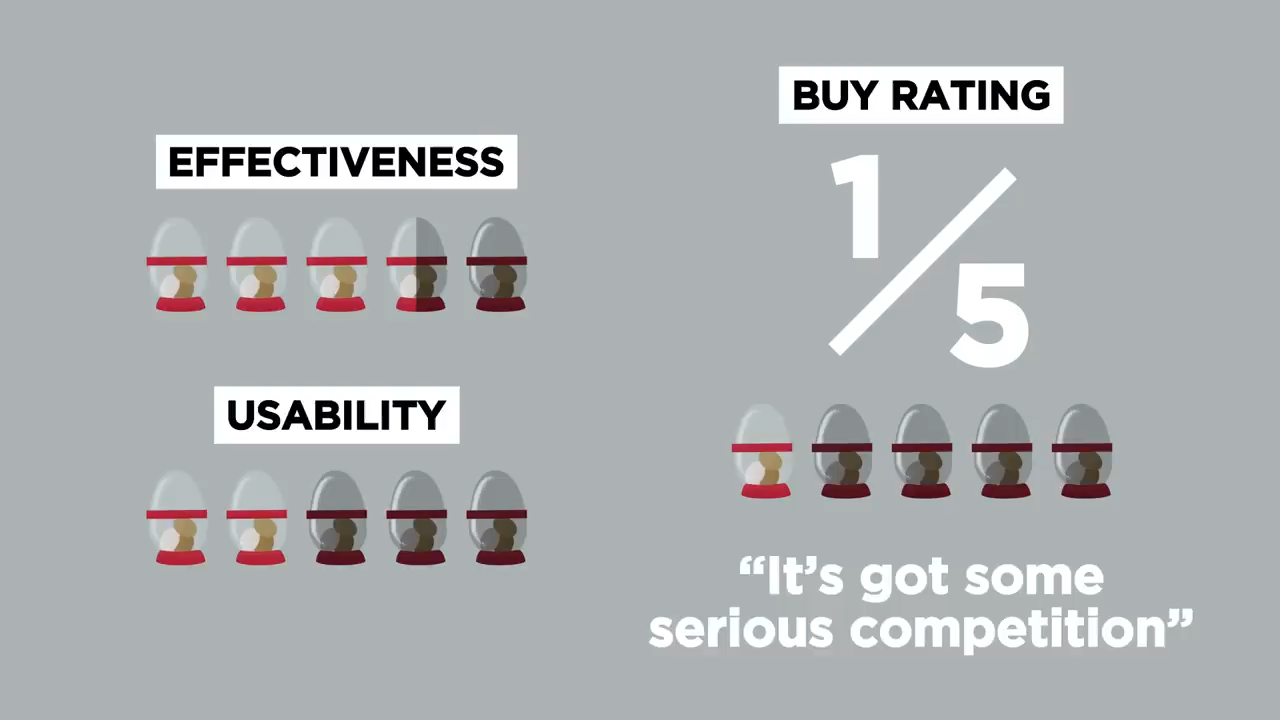 EFFECTIVENESS
USABILITY
BUY RATING
1/5
“It’s got some
serious competition”